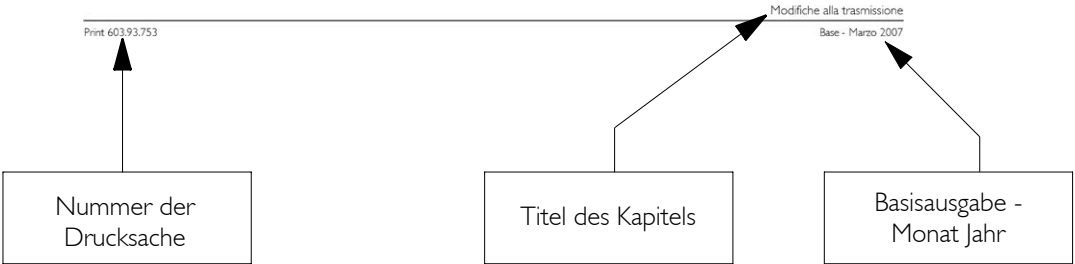 Modifiche alla trasmissione
Print 603.93.753
Base - Marzo 2007
Nummer der
Drucksache
Titel des Kapitels
Basisausgabe -
Monat Jahr